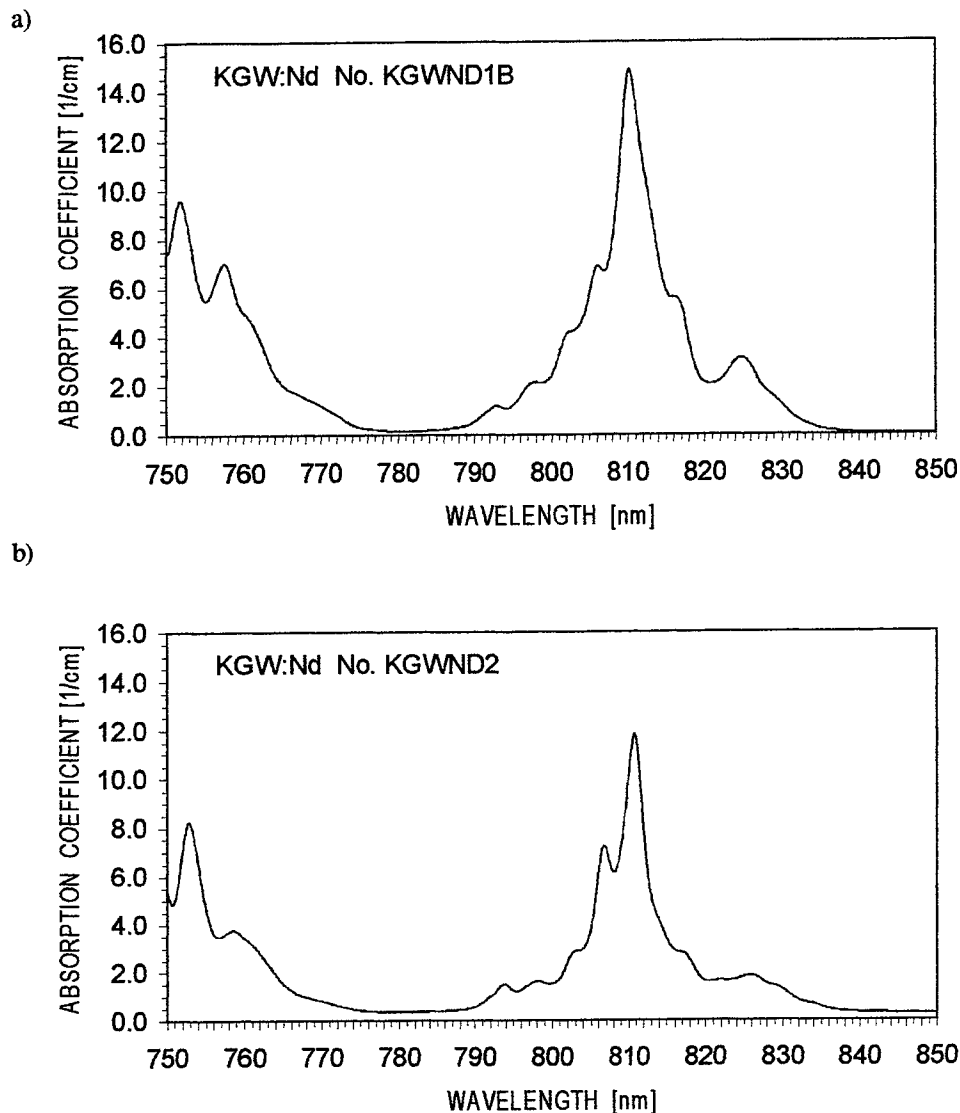 a)
16.0
14.0
12.0
10.0
8.0
6.0
4.0
2.0
0.0
ABSORPTION COEFFICIENT [1/cm]
KGW:Nd No. KGWND1B
750 760 770 780 790 800 810 820 830 840 850
WAVELENGTH [nm]
b)
16.0
14.0
12.0
10.0
8.0
6.0
4.0
2.0
0.0
ABSORPTION COEFFICIENT [1/cm]
KGW:Nd No. KGWND2
750 760 770 780 790 800 810 820 830 840 850
WAVELENGTH [nm]